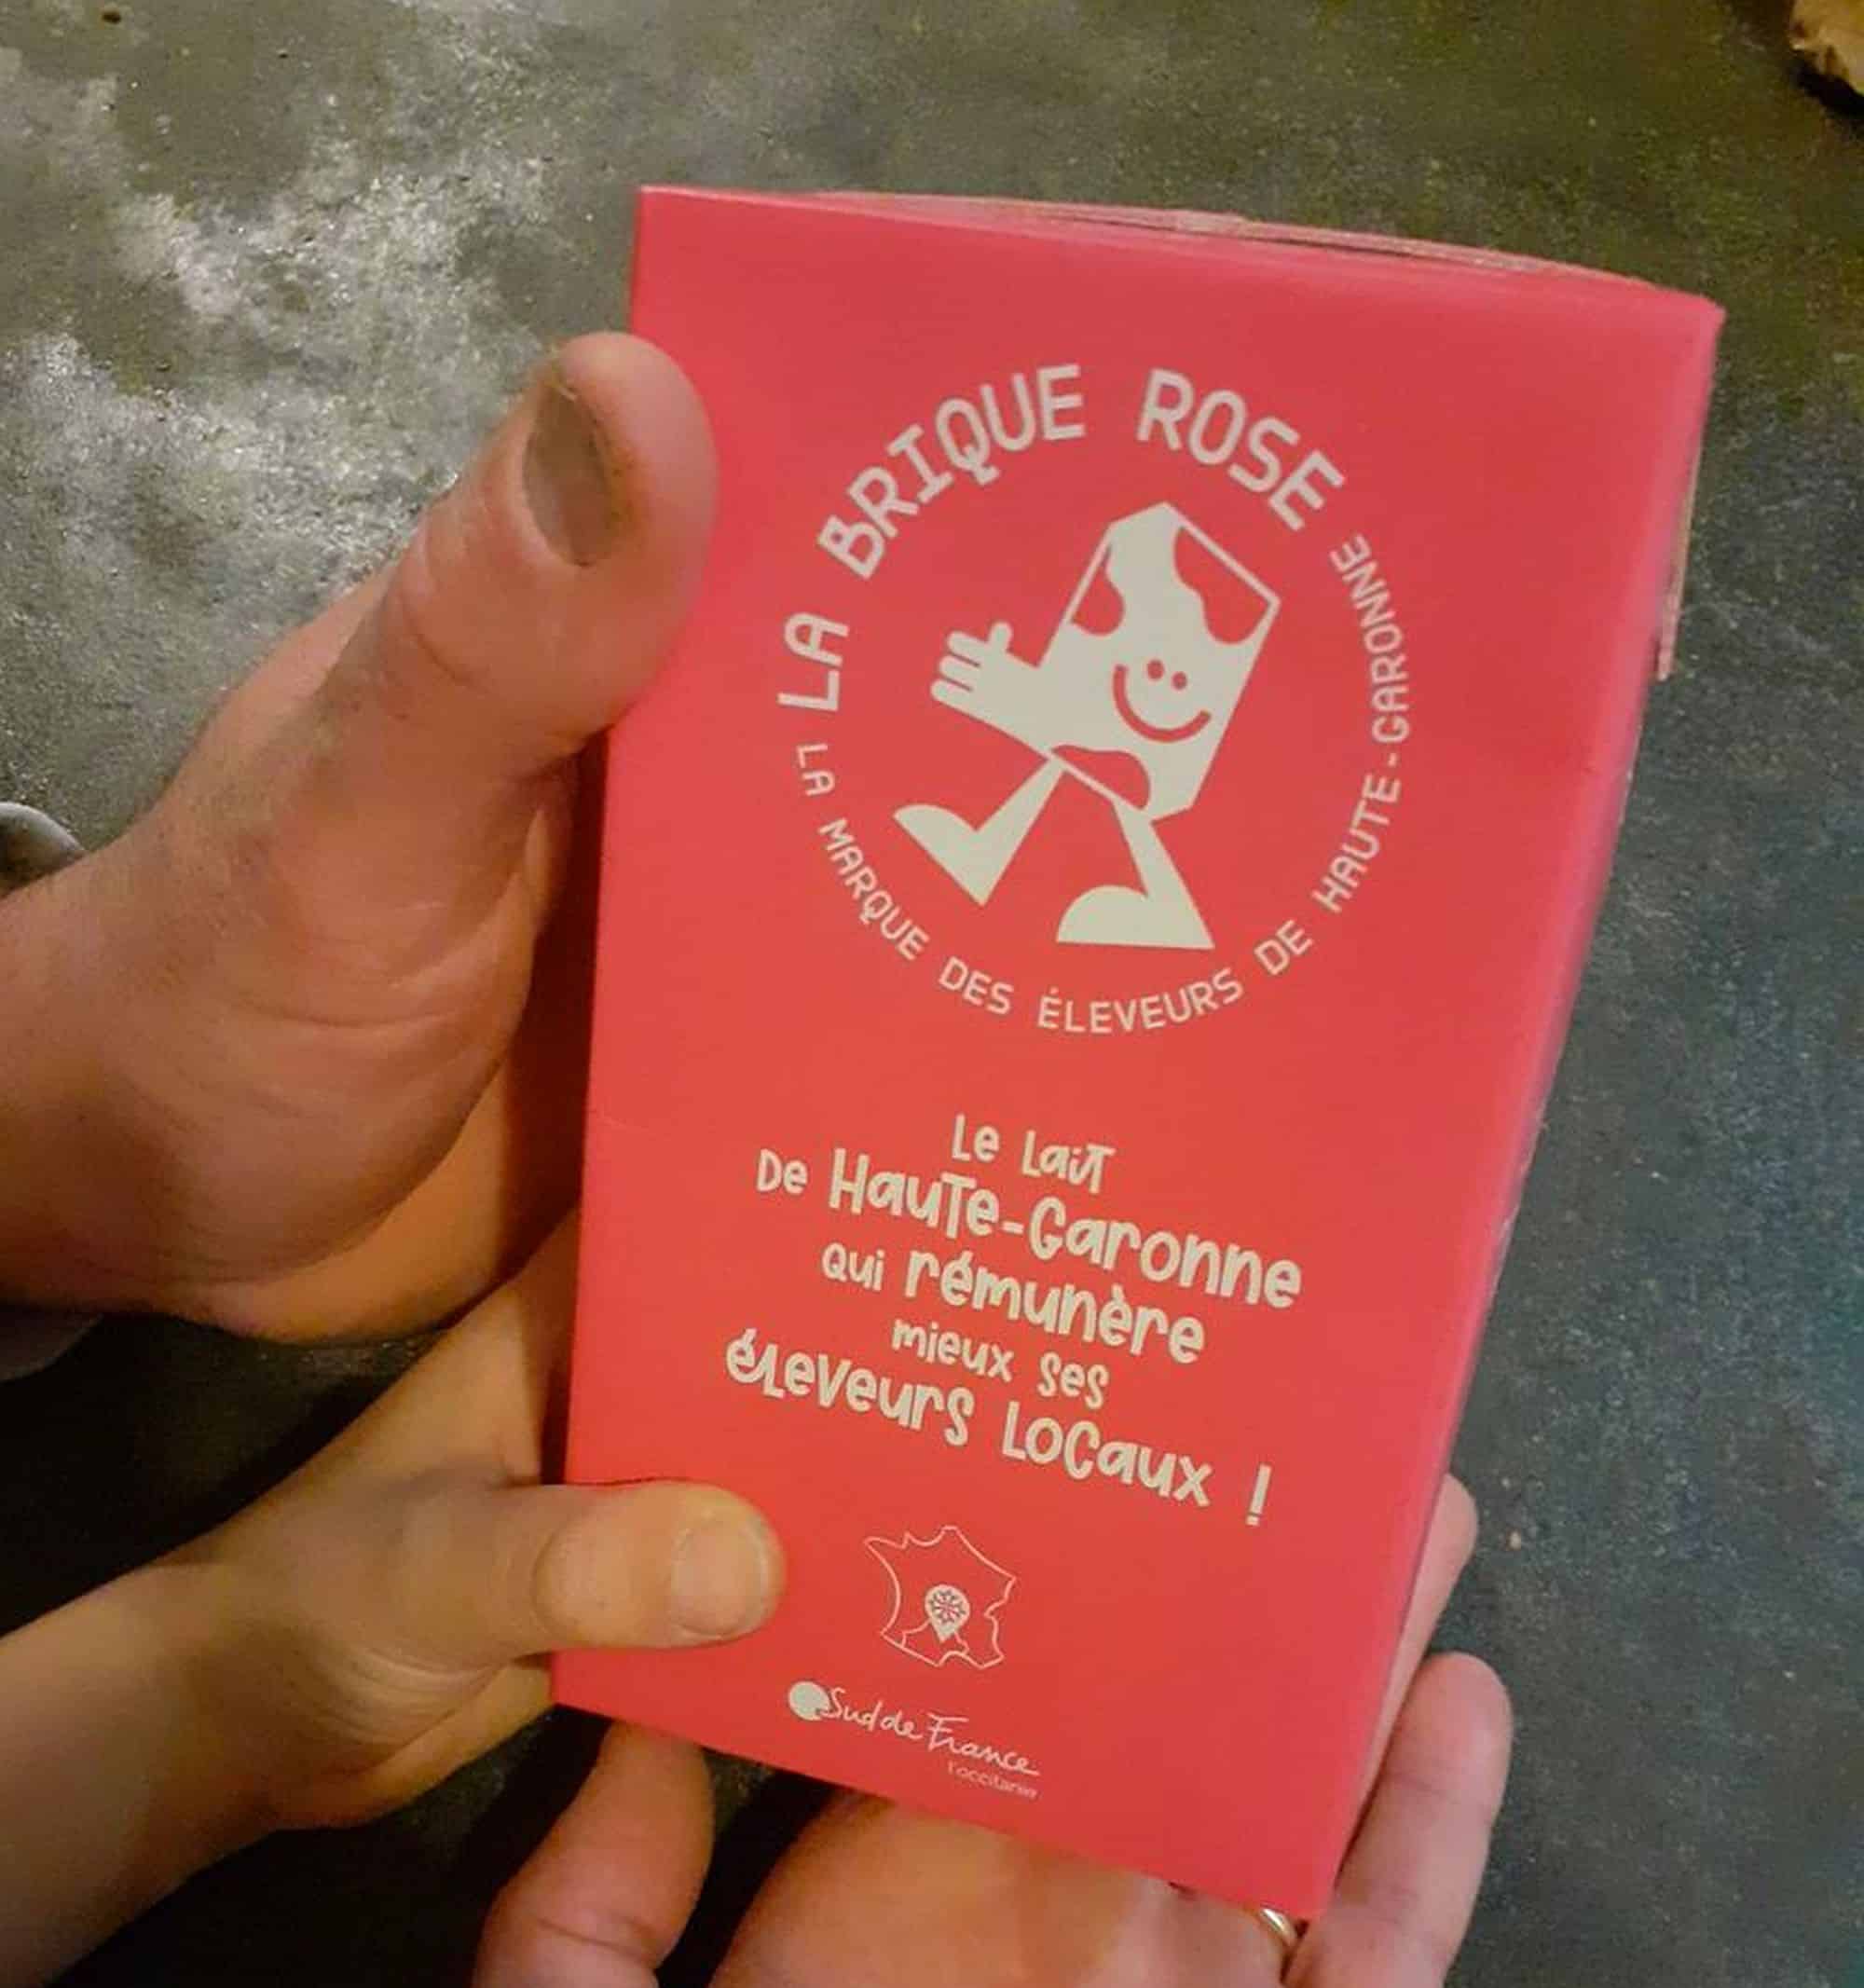 LA BRIQUE ROSE
LA MARQUE DES ÉLEVEURS DE HAUTE-GARONNE
Le Lait
De Haute-Garonne
Qui rémunère
mieux ses
éleveurs Locaux !
Sud de France
l'occitanie